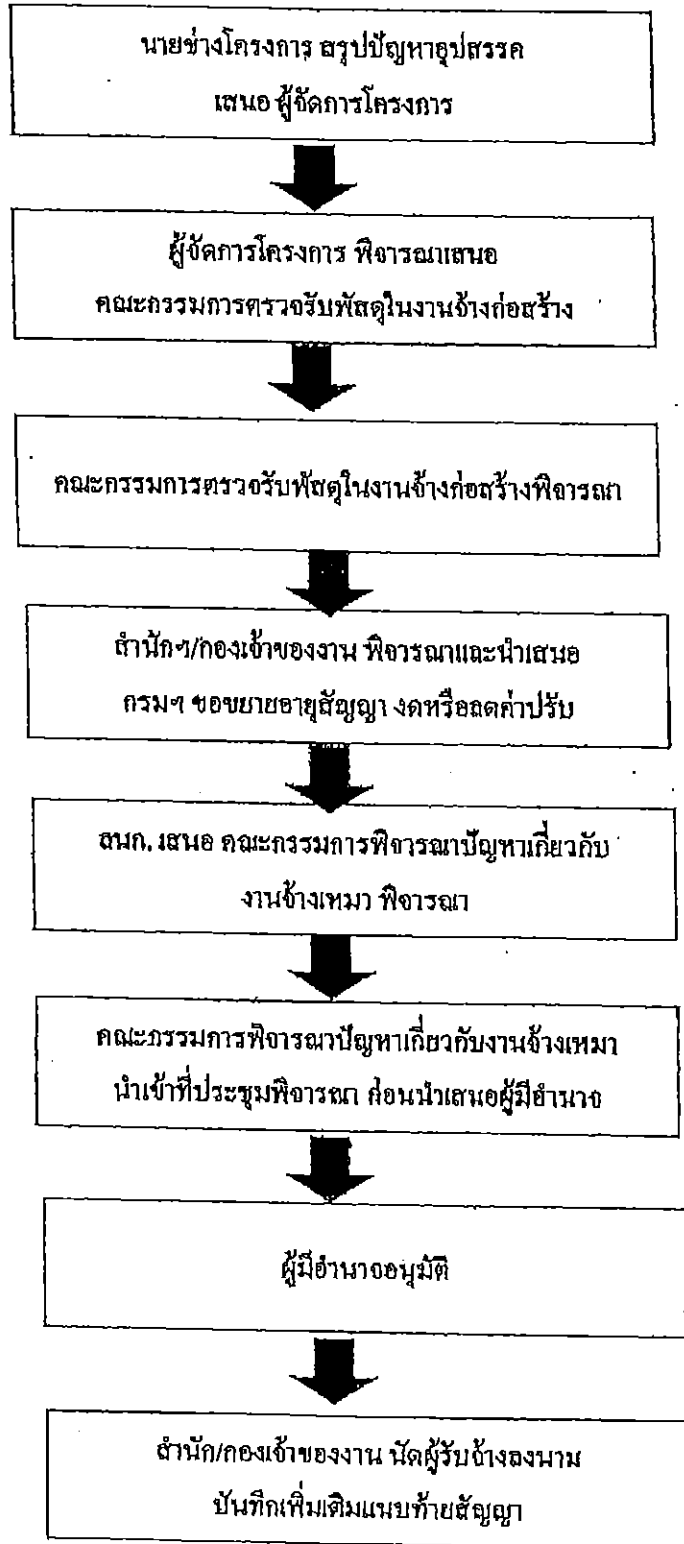 นายช่างโครงการ สรุปปัญหาอุปสรรค
เสนอ ผู้จัดการโครงการ
ผู้จัดการโครงการ พิจารณาเสนอ
คณะกรรมการตรวจรับพัสดุในงานจ้างก่อสร้าง
คณะกรรมการตรวจรับพัสดุในงานจ้างก่อสร้างพิจารณา
สำนักฯ/กองเจ้าของงาน พิจารณาและนำเสนอ
กรมฯ ขอขยายอายุสัญญา งดหรือลดค่าปรับ
สนก. เสนอ คณะกรรมการพิจารณาปัญหาเกี่ยวกับ
งานจ้างเหมา พิจารณา
คณะกรรมการพิจารณาปัญหาเกี่ยวกับงานจ้างเหมา
นำเข้าที่ประชุมพิจารณา ก่อนนำเสนอผู้มีอำนาจ
ผู้มีอำนาจอนุมัติ
สำนัก/กองเจ้าของงาน นัดผู้รับจ้างลงนาม
บันทึกเพิ่มเติมแนบท้ายสัญญา